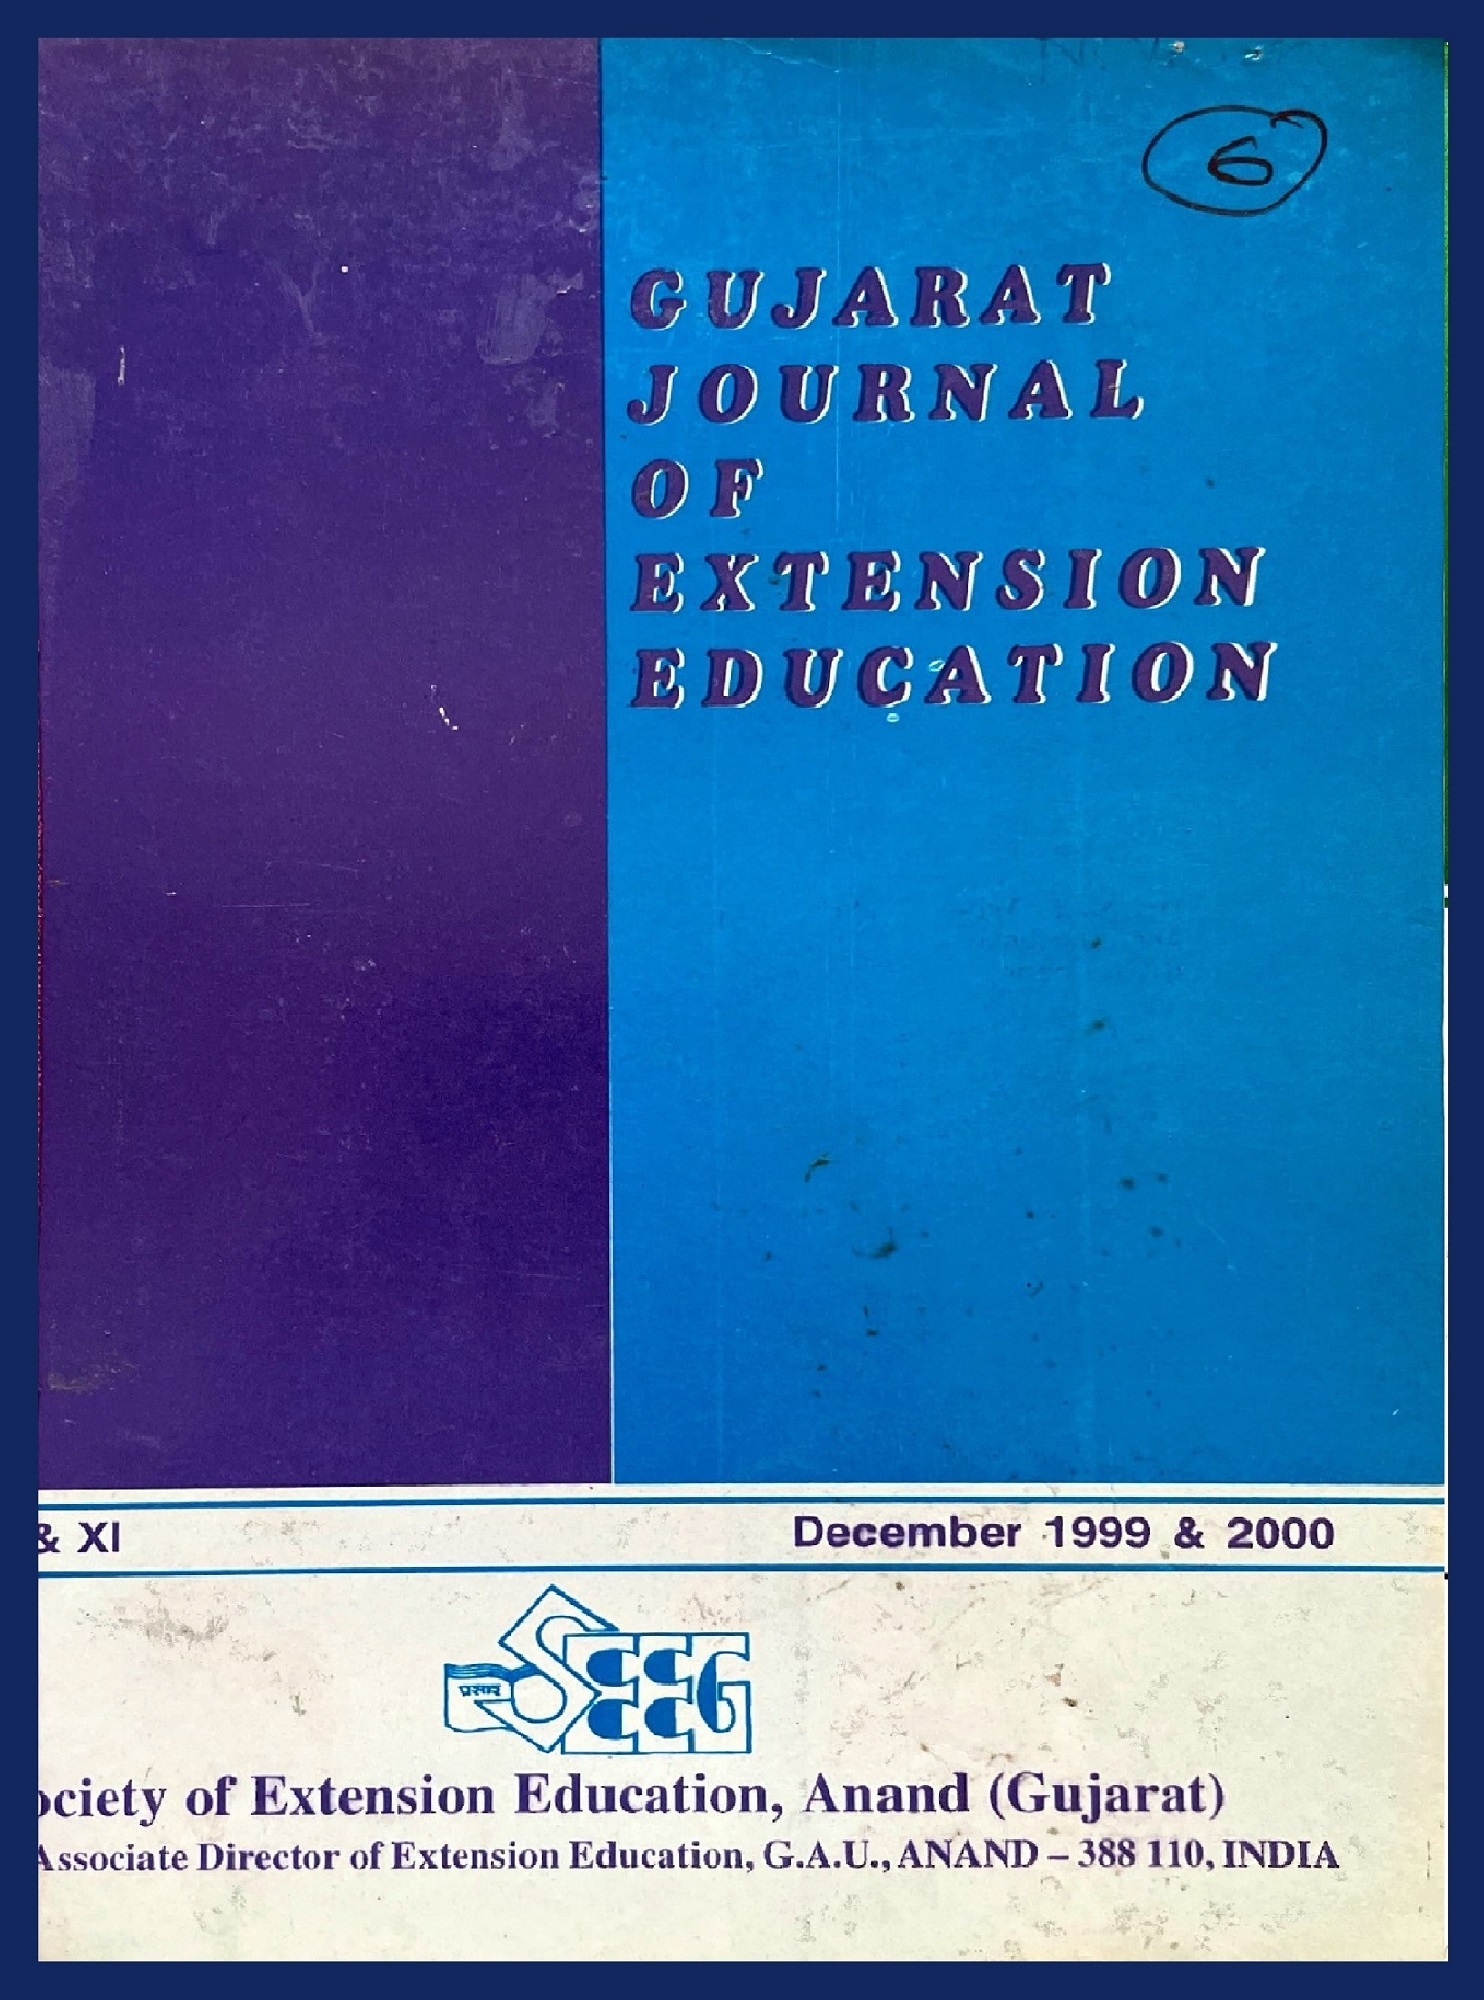 6
GUJARAT
JOURNAL
OF
EXTENSION
EDUCATION
& XI December 1999 & 2000
प्रसार
SEEG
ociety of Extension Education, Anand (Gujarat)
Associate Director of Extension Education, G.A.U., ANAND – 388 110, INDIA